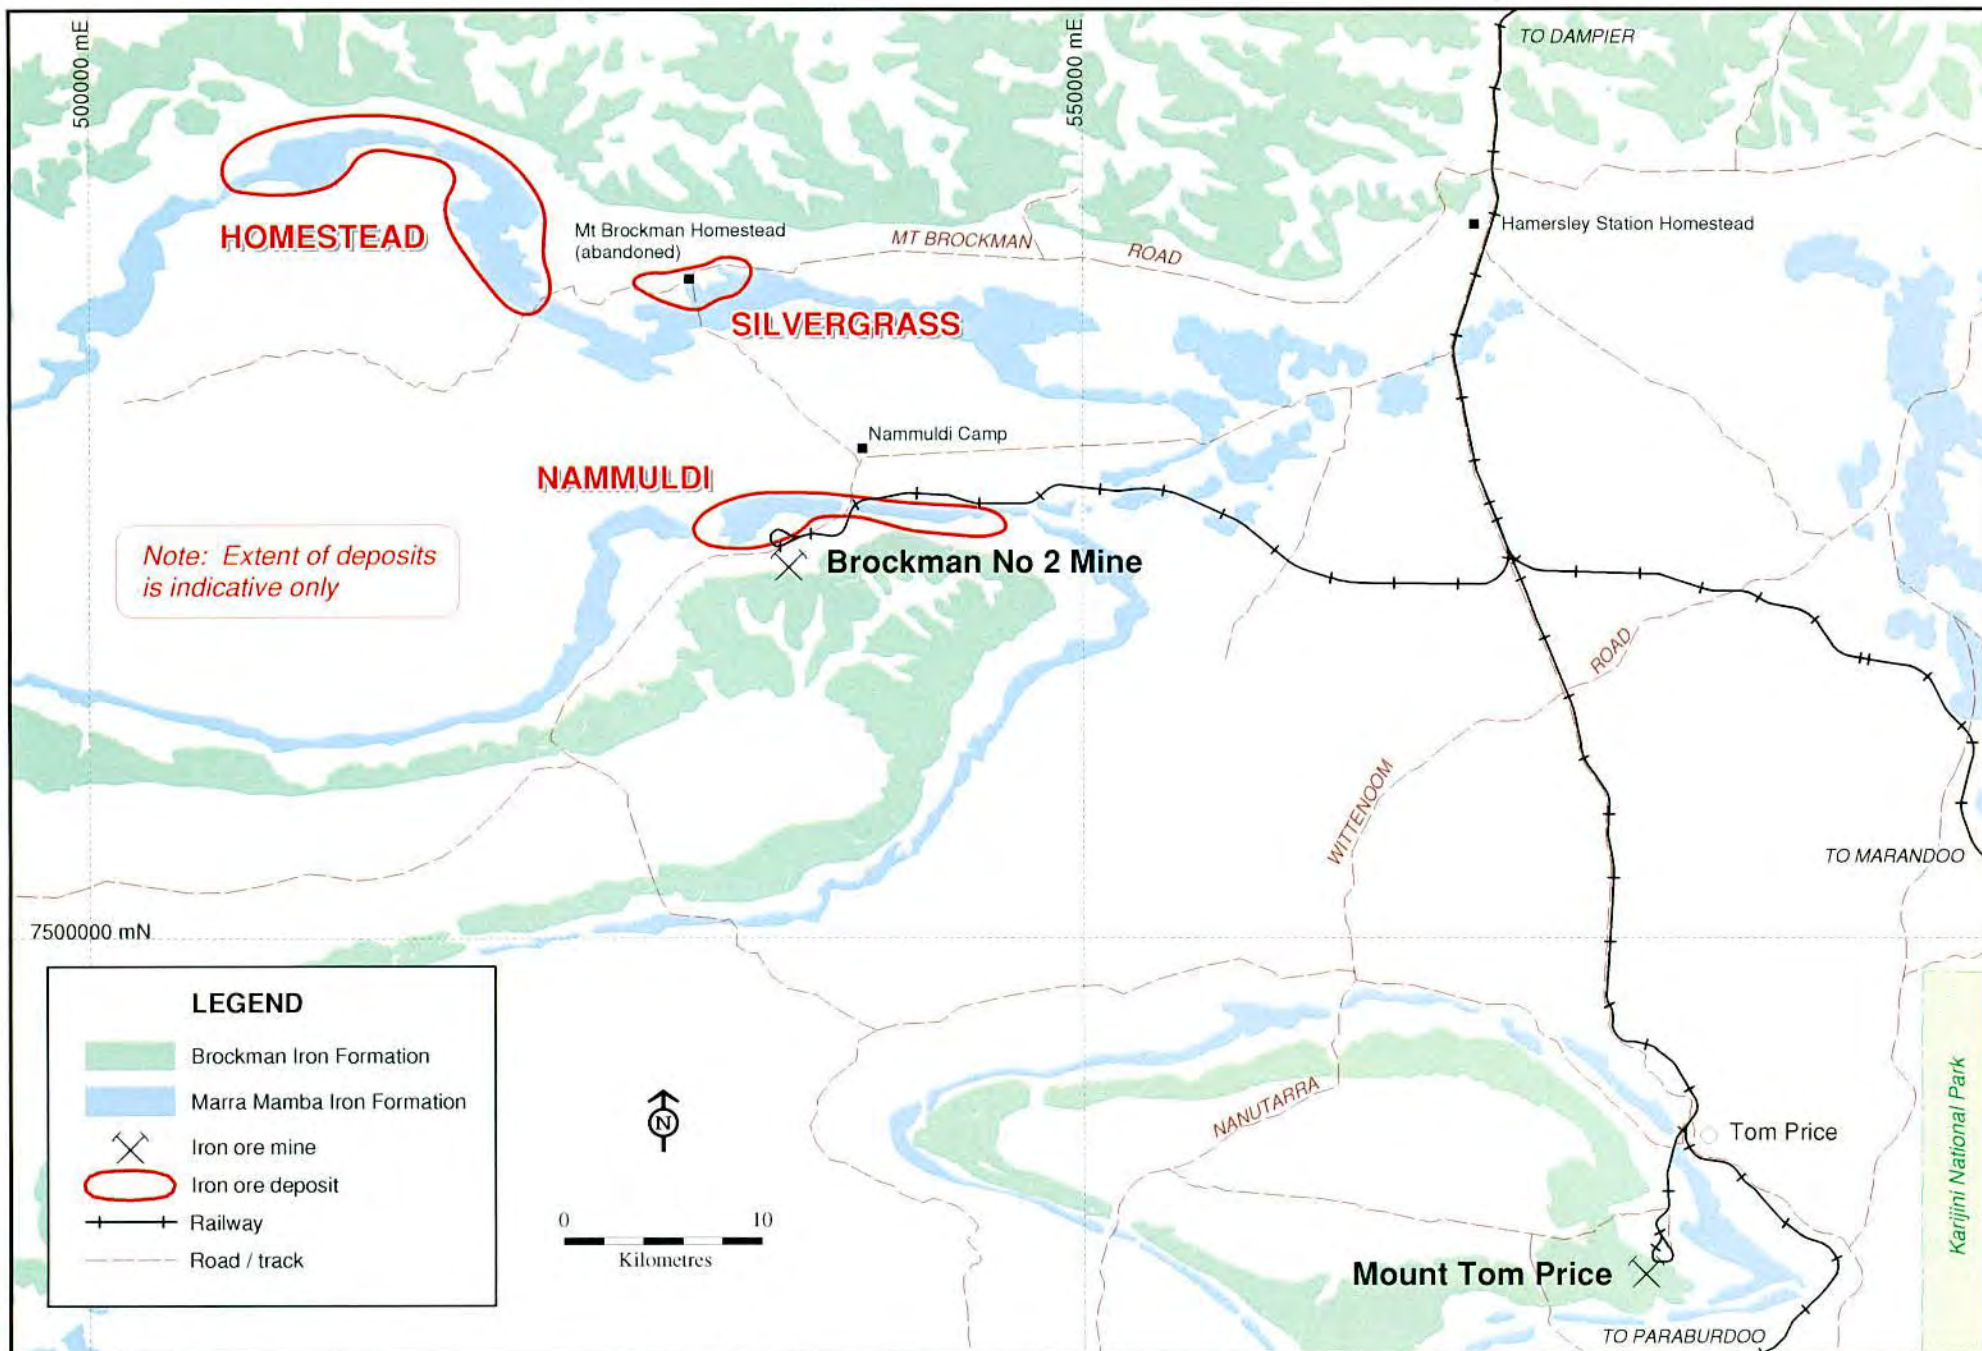 500000 mE
550000 mE
TO DAMPIER
HOMESTEAD
Mt Brockman Homestead
(abandoned)
MT BROCKMAN
ROAD
Hamersley Station Homestead
SILVERGRASS
Nammuldi Camp
NAMMULDI
Note: Extent of deposits
is indicative only
Brockman No 2 Mine
ROAD
WITTENOOM
TO MARANDOO
7500000 mN
LEGEND
Brockman Iron Formation
Marra Mamba Iron Formation
Iron ore mine
Iron ore deposit
Railway
Road / track
N
0 10
Kilometres
NANUTARRA
Tom Price
Karijini National Park
Mount Tom Price
TO PARABURDOO